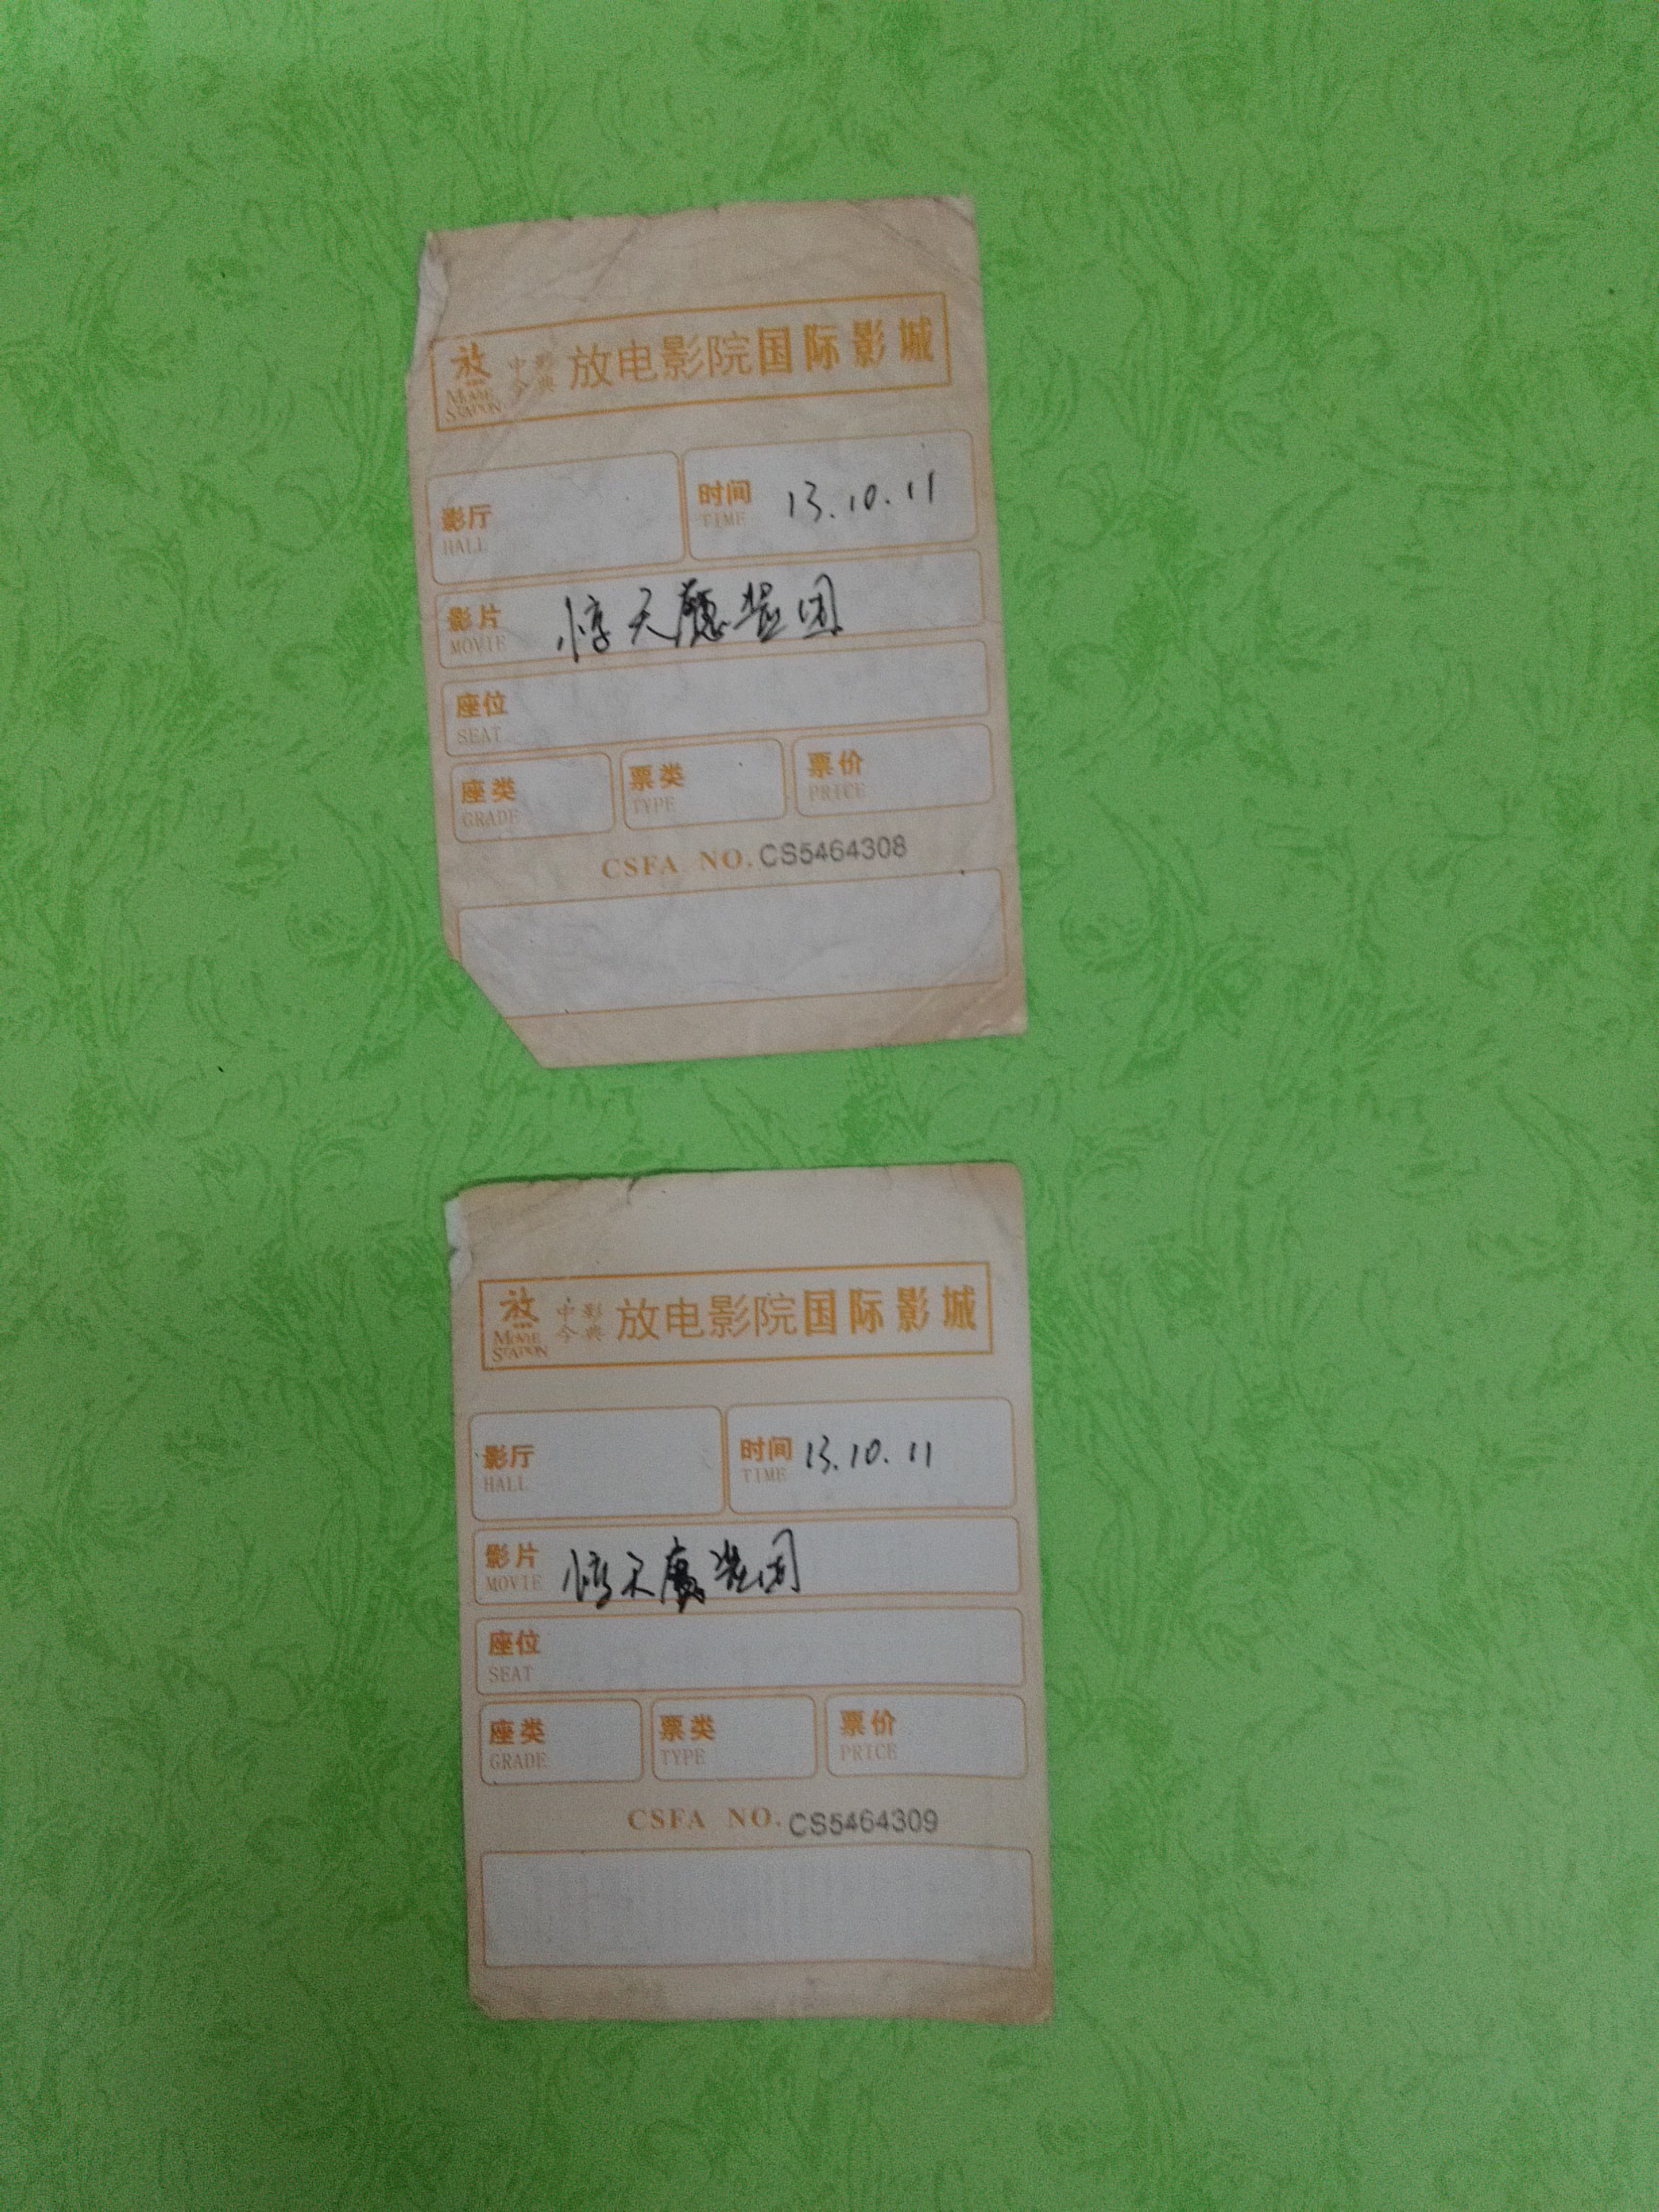 放 中影 放电影院国际影城
MOVIE 今典
STATION
影厅 时间 13.10.11
HALL TIME
影片 惊天魔盗团
MOVIE
座位
SEAT
座类 票类 票价
GRADE TYPE PRICE
CSFA NO. CS5464308
放 中影 放电影院国际影城
MOVIE 今典
STATION
影厅 时间 13.10.11
HALL TIME
影片 惊天魔盗团
MOVIE
座位
SEAT
座类 票类 票价
GRADE TYPE PRICE
CSFA NO. CS5464309